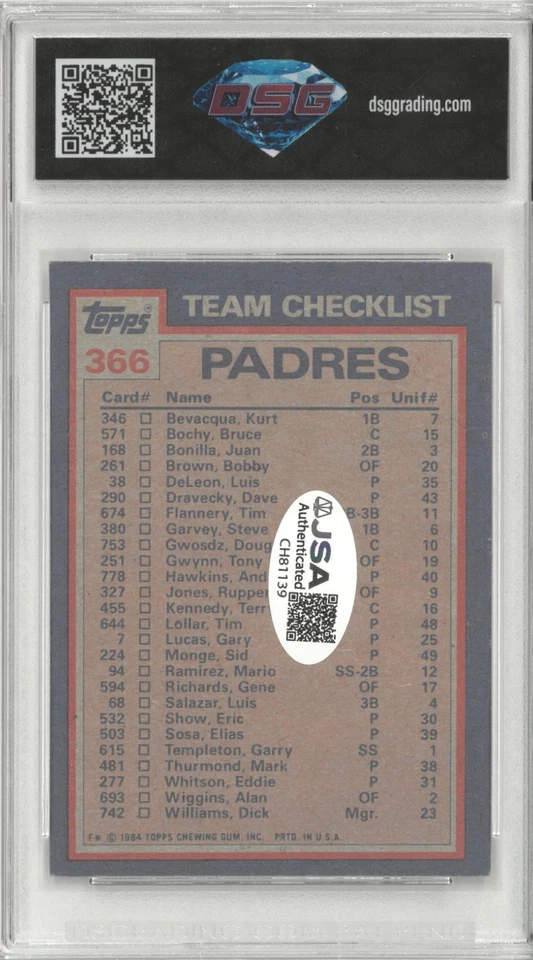 DSG
dsggrading.com
topps
TEAM CHECKLIST
366
PADRES
Card# Name Pos Unif#
346 Bevacqua, Kurt 1B 7
571 Bochy, Bruce C 15
168 Bonilla, Juan 2B 3
261 Brown, Bobby OF 20
38 DeLeon, Luis P 35
290 Dravecky, Dave P 43
674 Flannery, Tim B-3B 11
380 Garvey, Steve 1B 6
753 Gwosdz, Doug C 10
251 Gwynn, Tony OF 19
778 Hawkins, And P 40
327 Jones, Rupper OF 9
455 Kennedy, Terr C 16
644 Lollar, Tim P 48
7 Lucas, Gary P 25
224 Monge, Sid P 49
94 Ramirez, Mario SS-2B 12
594 Richards, Gene OF 17
68 Salazar, Luis 3B 4
532 Show, Eric P 30
503 Sosa, Elias P 39
615 Templeton, Garry SS 1
481 Thurmond, Mark P 38
277 Whitson, Eddie P 31
693 Wiggins, Alan OF 2
742 Williams, Dick Mgr. 23
F* © 1984 TOPPS CHEWING GUM, INC. PRTD. IN U.S.A.
JSA
Authenticated
CH81139